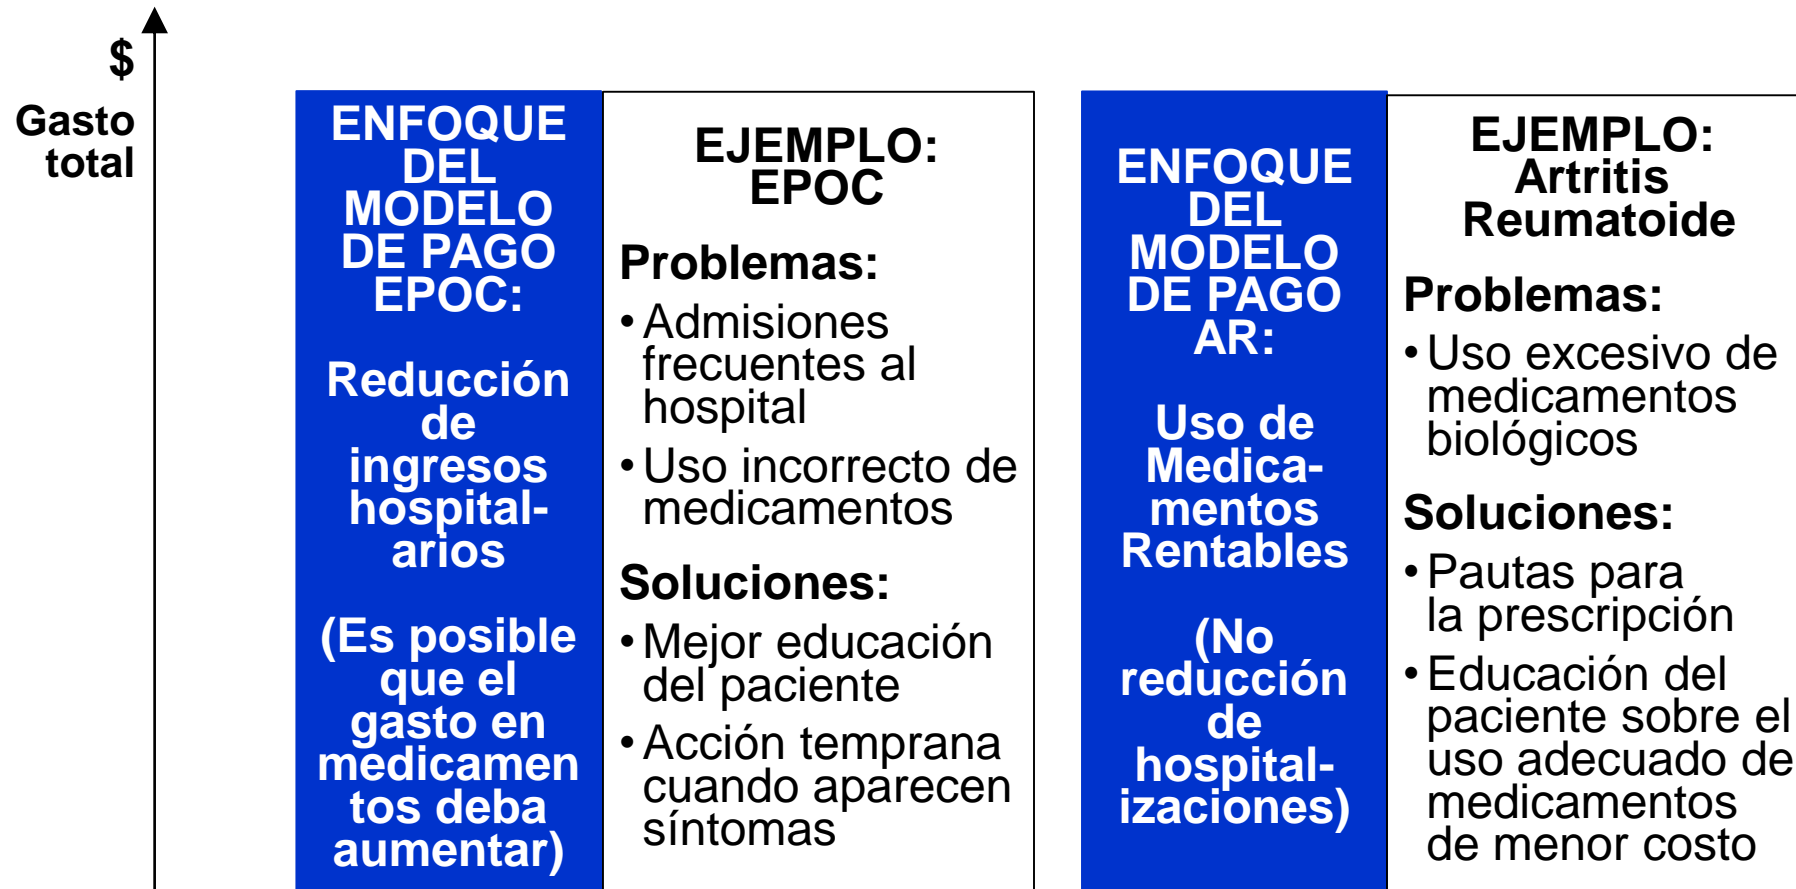 $
Gasto
total
ENFOQUE
DEL
MODELO
DE PAGO
EPOC:
Reducción
de
ingresos
hospital-
arios
(Es posible
que el
gasto en
medicamen
tos deba
aumentar)
EJEMPLO:
EPOC
Problemas:
• Admisiones
frecuentes al
hospital
• Uso incorrecto de
medicamentos
Soluciones:
• Mejor educación
del paciente
• Acción temprana
cuando aparecen
síntomas
ENFOQUE
DEL
MODELO
DE PAGO
AR:
Uso de
Medica-
mentos
Rentables
(No
reducción
de
hospital-
izaciones)
EJEMPLO:
Artritis
Reumatoide
Problemas:
• Uso excesivo de
medicamentos
biológicos
Soluciones:
• Pautas para
la prescripción
• Educación del
paciente sobre el
uso adecuado de
medicamentos
de menor costo